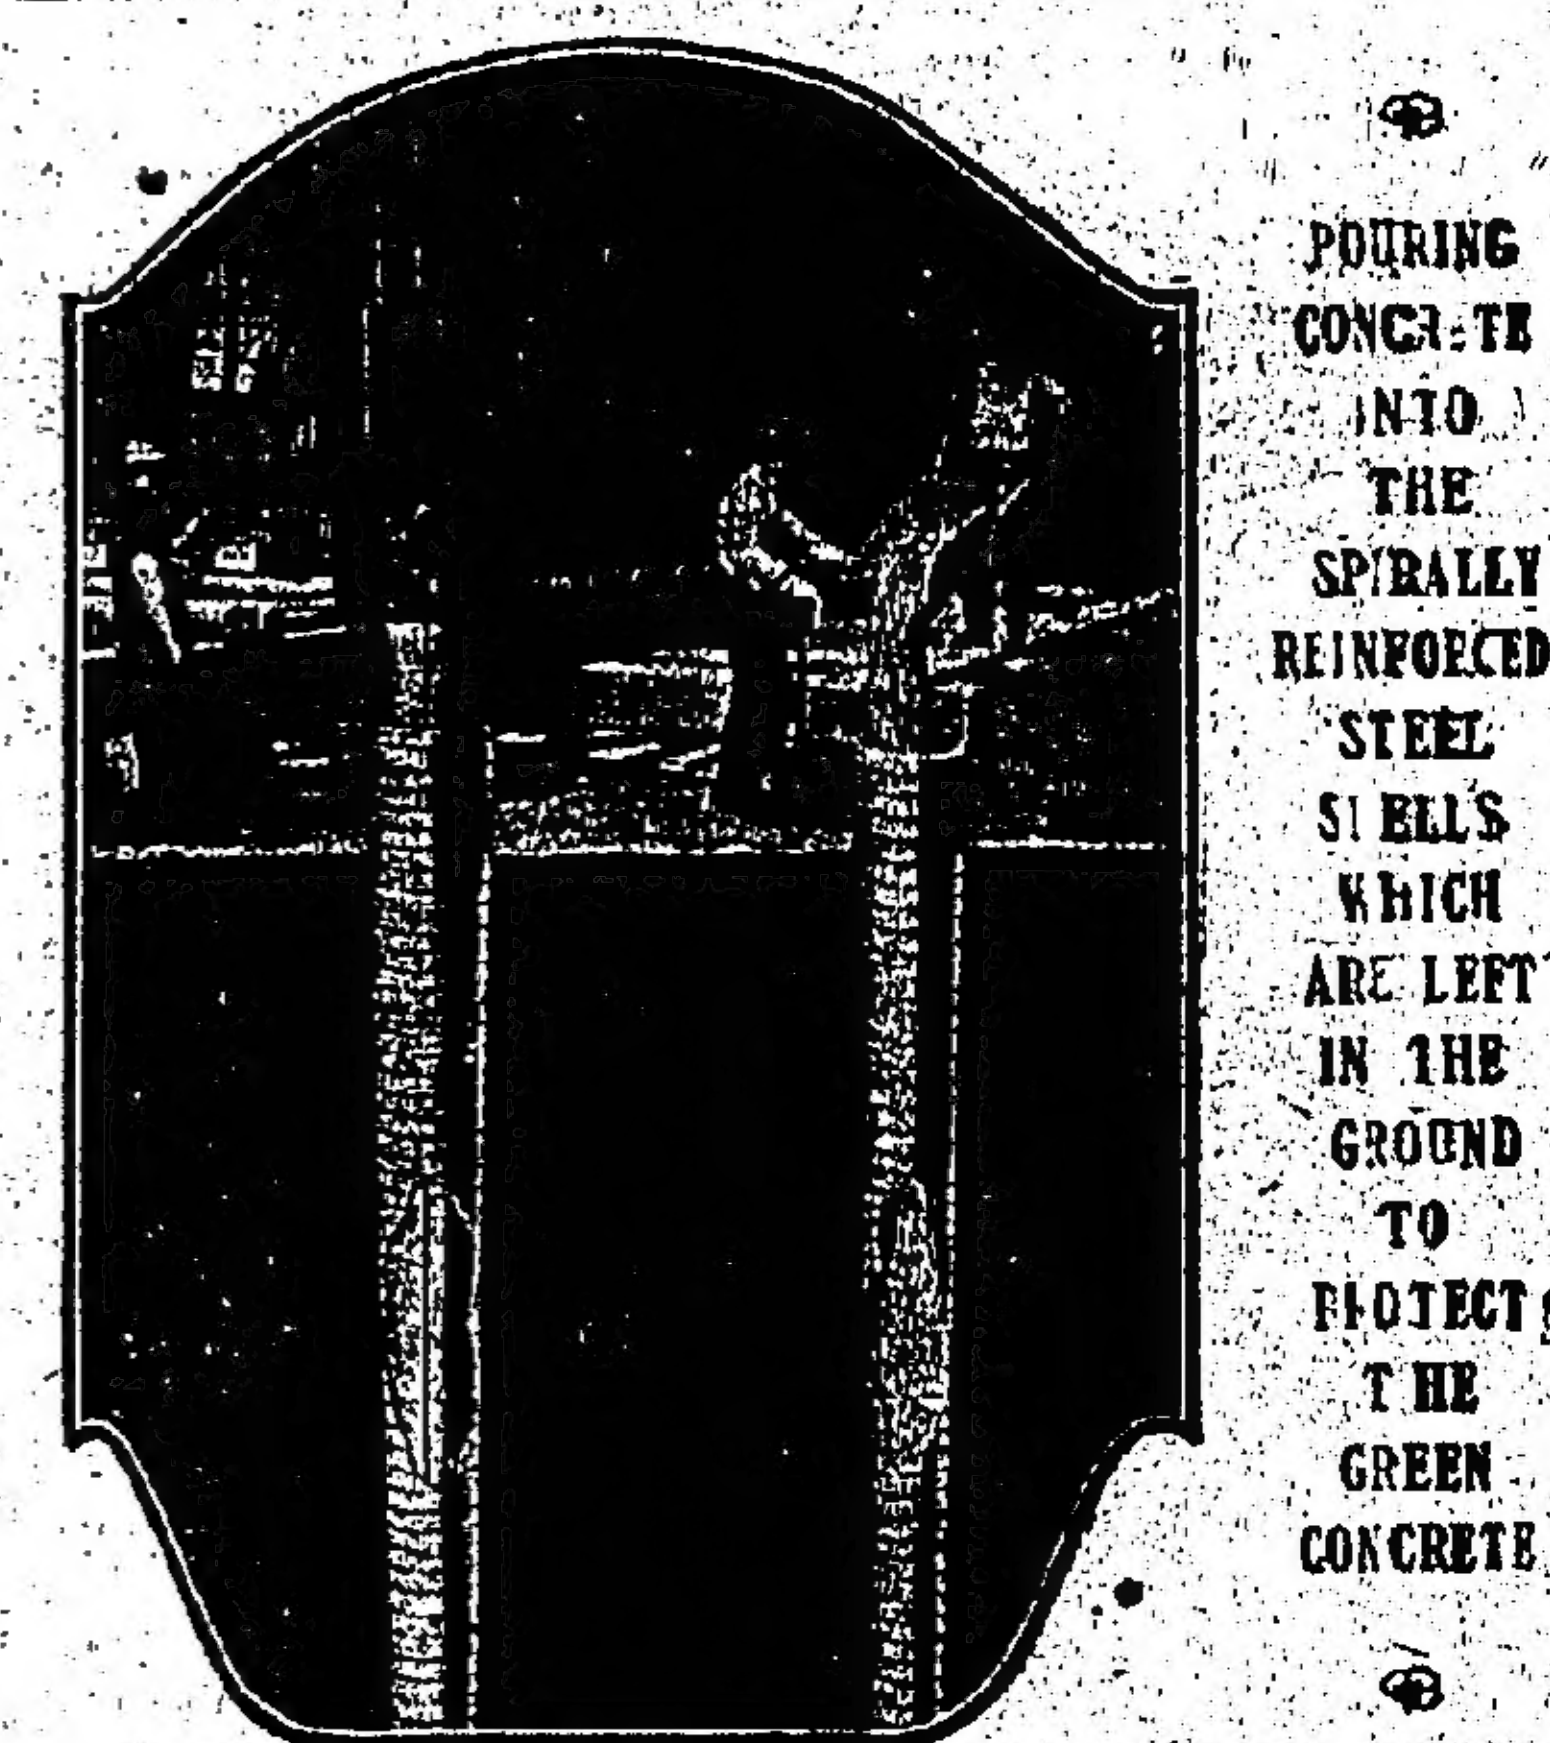 POURING
CONCRETE
INTO
THE
SPIRALLY
REINFORCED
STEEL
SHELLS
WHICH
ARE LEFT
IN THE
GROUND
TO
PROTECT
THE
GREEN
CONCRETE